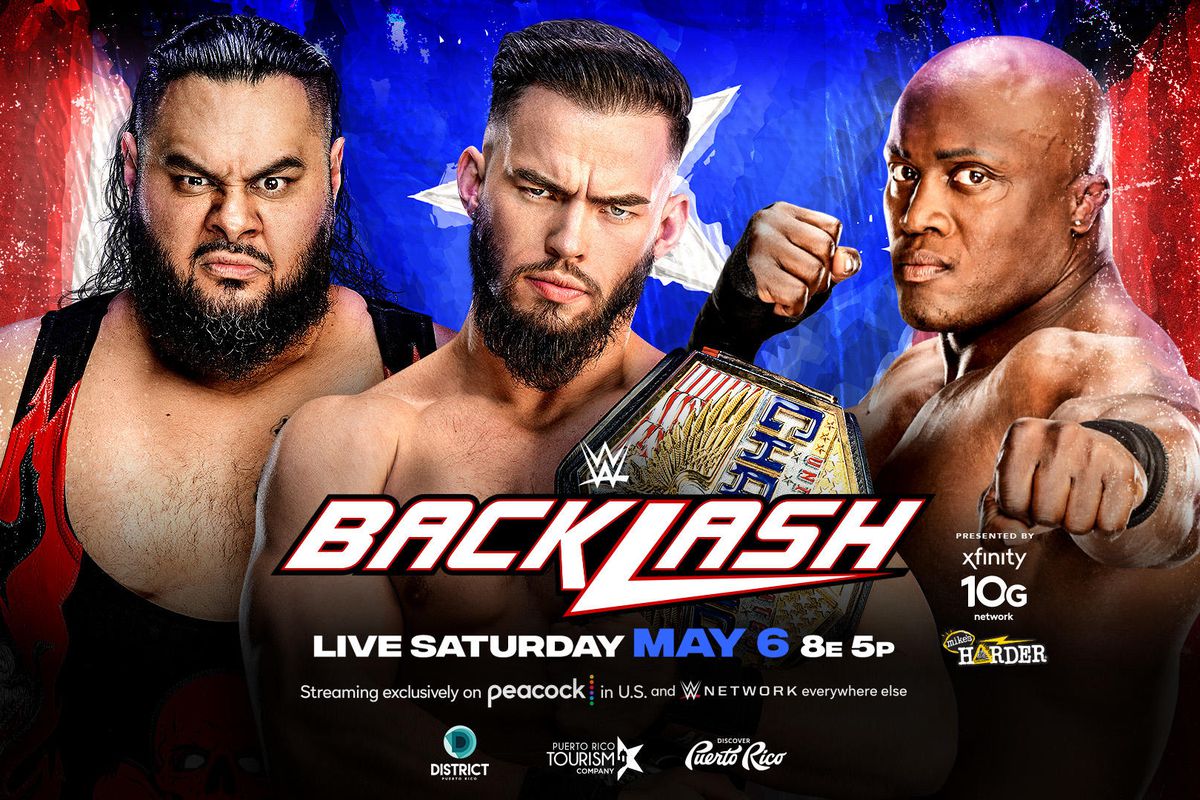 W
BACKLASH
LIVE SATURDAY MAY 6 8E 5P
Streaming exclusively on peacock in U.S. and W NETWORK everywhere else
PRESENTED BY
xfinity
10G
network
mike's
HARDER
DISTRICT
PUERTO RICO
PUERTO RICO
TOURISM
COMPANY
DISCOVER
Puerto Rico